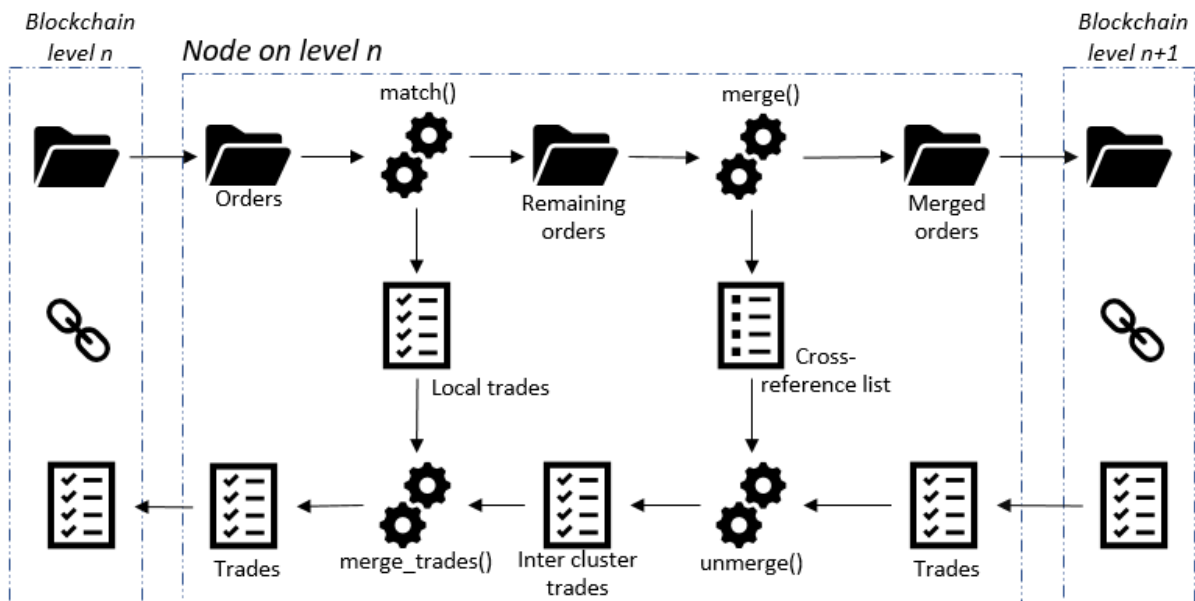 Blockchain
level n
Node on level n
Blockchain
level n+1
match()
merge()
Orders
Remaining
orders
Merged
orders
Local trades
Cross-
reference list
Trades
merge_trades()
Inter cluster
trades
unmerge()
Trades